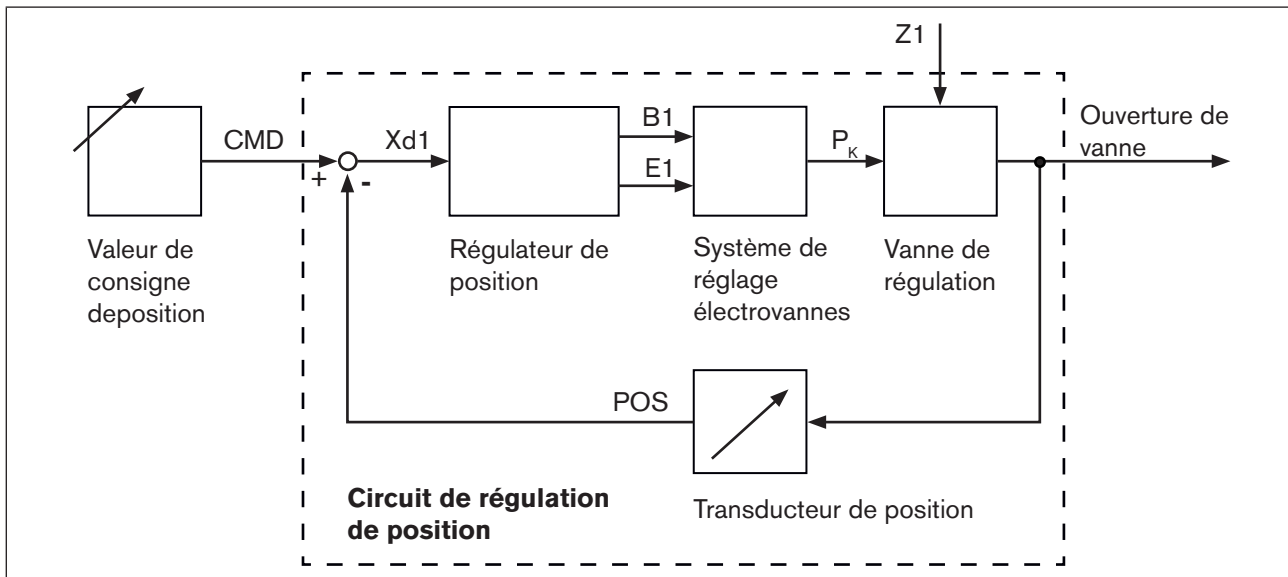 Z1
Ouverture de
vanne
CMD
+
-
Xd1
B1
E1
PK
Valeur de
consigne
deposition
Régulateur de
position
Système de
réglage
électrovannes
Vanne de
régulation
POS
Circuit de régulation
de position
Transducteur de position